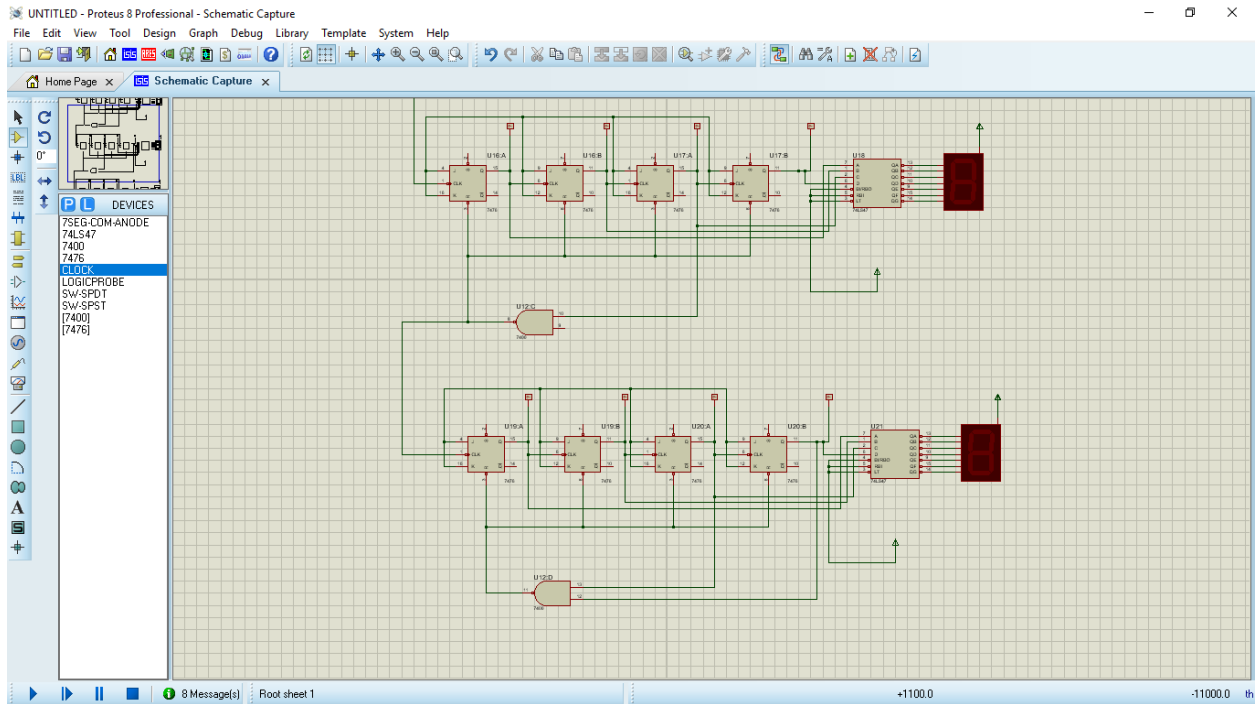 UNTITLED - Proteus 8 Professional - Schematic Capture
File Edit View Tool Design Graph Debug Library Template System Help
Home Page Schematic Capture
0°
P L DEVICES
7SEG-COM-ANODE
74LS47
7400
7476
CLOCK
LOGICPROBE
SW-SPDT
SW-SPST
[7400]
[7476]
U16:A U16:B U17:A U17:B U18
7476 7476 7476 7476 74LS47
U12:C
7400
U19:A U19:B U20:A U20:B U21
7476 7476 7476 7476 74LS47
U12:D
7400
8 Message(s) Root sheet 1 +1100.0 -11000.0 th